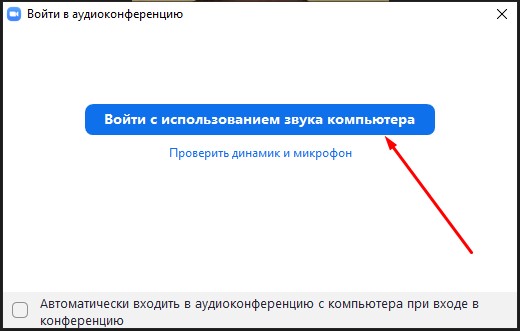 Войти в аудиоконференцию
Войти с использованием звука компьютера
Проверить динамик и микрофон
Автоматически входить в аудиоконференцию с компьютера при входе в
конференцию